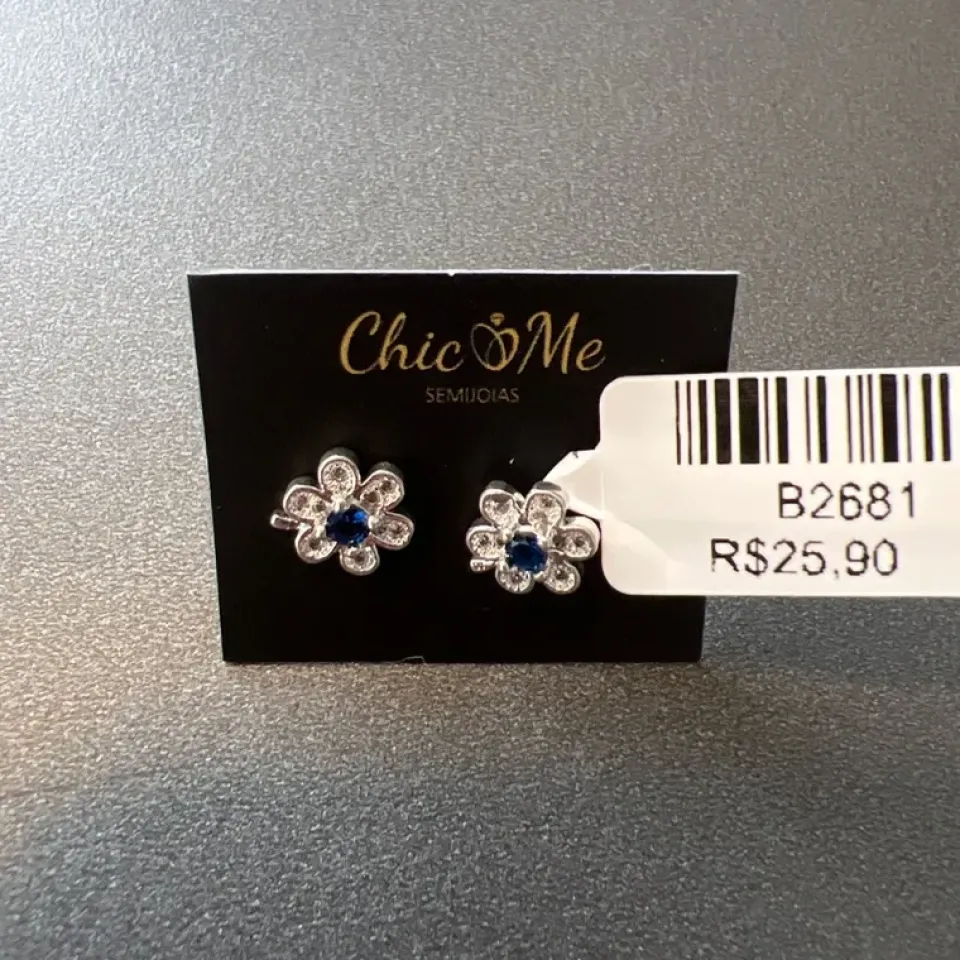 Chic Me
SEMIJOIAS
B2681
R$25,90